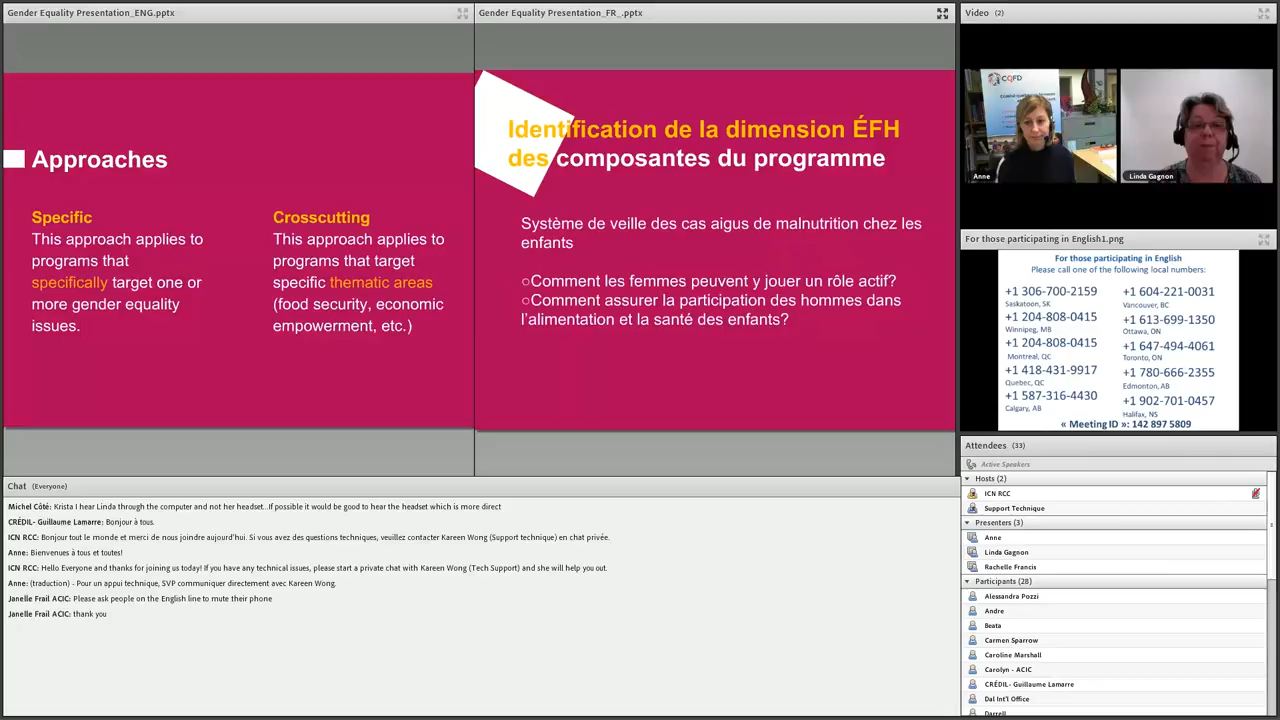 Gender Equality Presentation_ENG.pptx
Approaches
Specific
This approach applies to
programs that
specifically target one or
more gender equality
issues.
Crosscutting
This approach applies to
programs that target
specific thematic areas
(food security, economic
empowerment, etc.)
Gender Equality Presentation_FR_.pptx
Identification de la dimension ÉFH
des composantes du programme
Système de veille des cas aigus de malnutrition chez les
enfants
○Comment les femmes peuvent y jouer un rôle actif?
○Comment assurer la participation des hommes dans
l'alimentation et la santé des enfants?
Video (2)
CQFD
Anne
Linda Gagnon
For those participating in English1.png
For those participating in English
Please call one of the following local numbers:
+1 306-700-2159
Saskatoon, SK
+1 204-808-0415
Winnipeg, MB
+1 204-808-0415
Montreal, QC
+1 418-431-9917
Quebec, QC
+1 587-316-4430
Calgary, AB
+1 604-221-0031
Vancouver, BC
+1 613-699-1350
Ottawa, ON
+1 647-494-4061
Toronto, ON
+1 780-666-2355
Edmonton, AB
+1 902-701-0457
Halifax, NS
« Meeting ID »: 142 897 5809
Chat (Everyone)
Michel Côté: Krista I hear Linda through the computer and not her headset...If possible it would be good to hear the headset which is more direct
CRÉDIL- Guillaume Lamarre: Bonjour à tous.
ICN RCC: Bonjour tout le monde et merci de nous joindre aujourd'hui. Si vous avez des questions techniques, veuillez contacter Kareen Wong (Support technique) en chat privée.
Anne: Bienvenues à tous et toutes!
ICN RCC: Hello Everyone and thanks for joining us today! If you have any technical issues, please start a private chat with Kareen Wong (Tech Support) and she will help you out.
Anne: (traduction) - Pour un appui technique, SVP communiquer directement avec Kareen Wong.
Janelle Frail ACIC: Please ask people on the English line to mute their phone
Janelle Frail ACIC: thank you
Attendees (33)
Active Speakers
Hosts (2)
ICN RCC
Support Technique
Presenters (3)
Anne
Linda Gagnon
Rachelle Francis
Participants (28)
Alessandra Pozzi
Andre
Beata
Carmen Sparrow
Caroline Marshall
Carolyn - ACIC
CRÉDIL- Guillaume Lamarre
Dal Int'l Office
Darrell